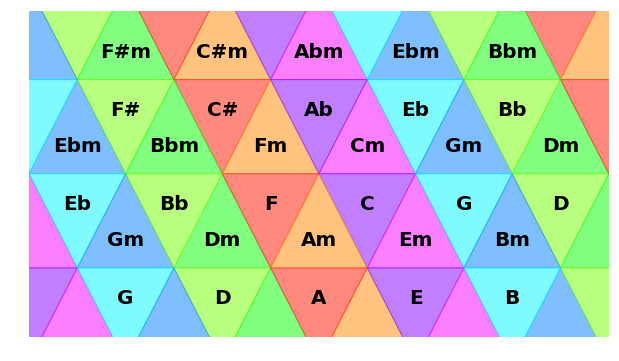 F#m C#m Abm Ebm Bbm
F# C# Ab Eb Bb
Ebm Bbm Fm Cm Gm Dm
Eb Bb F C G D
Gm Dm Am Em Bm
G D A E B